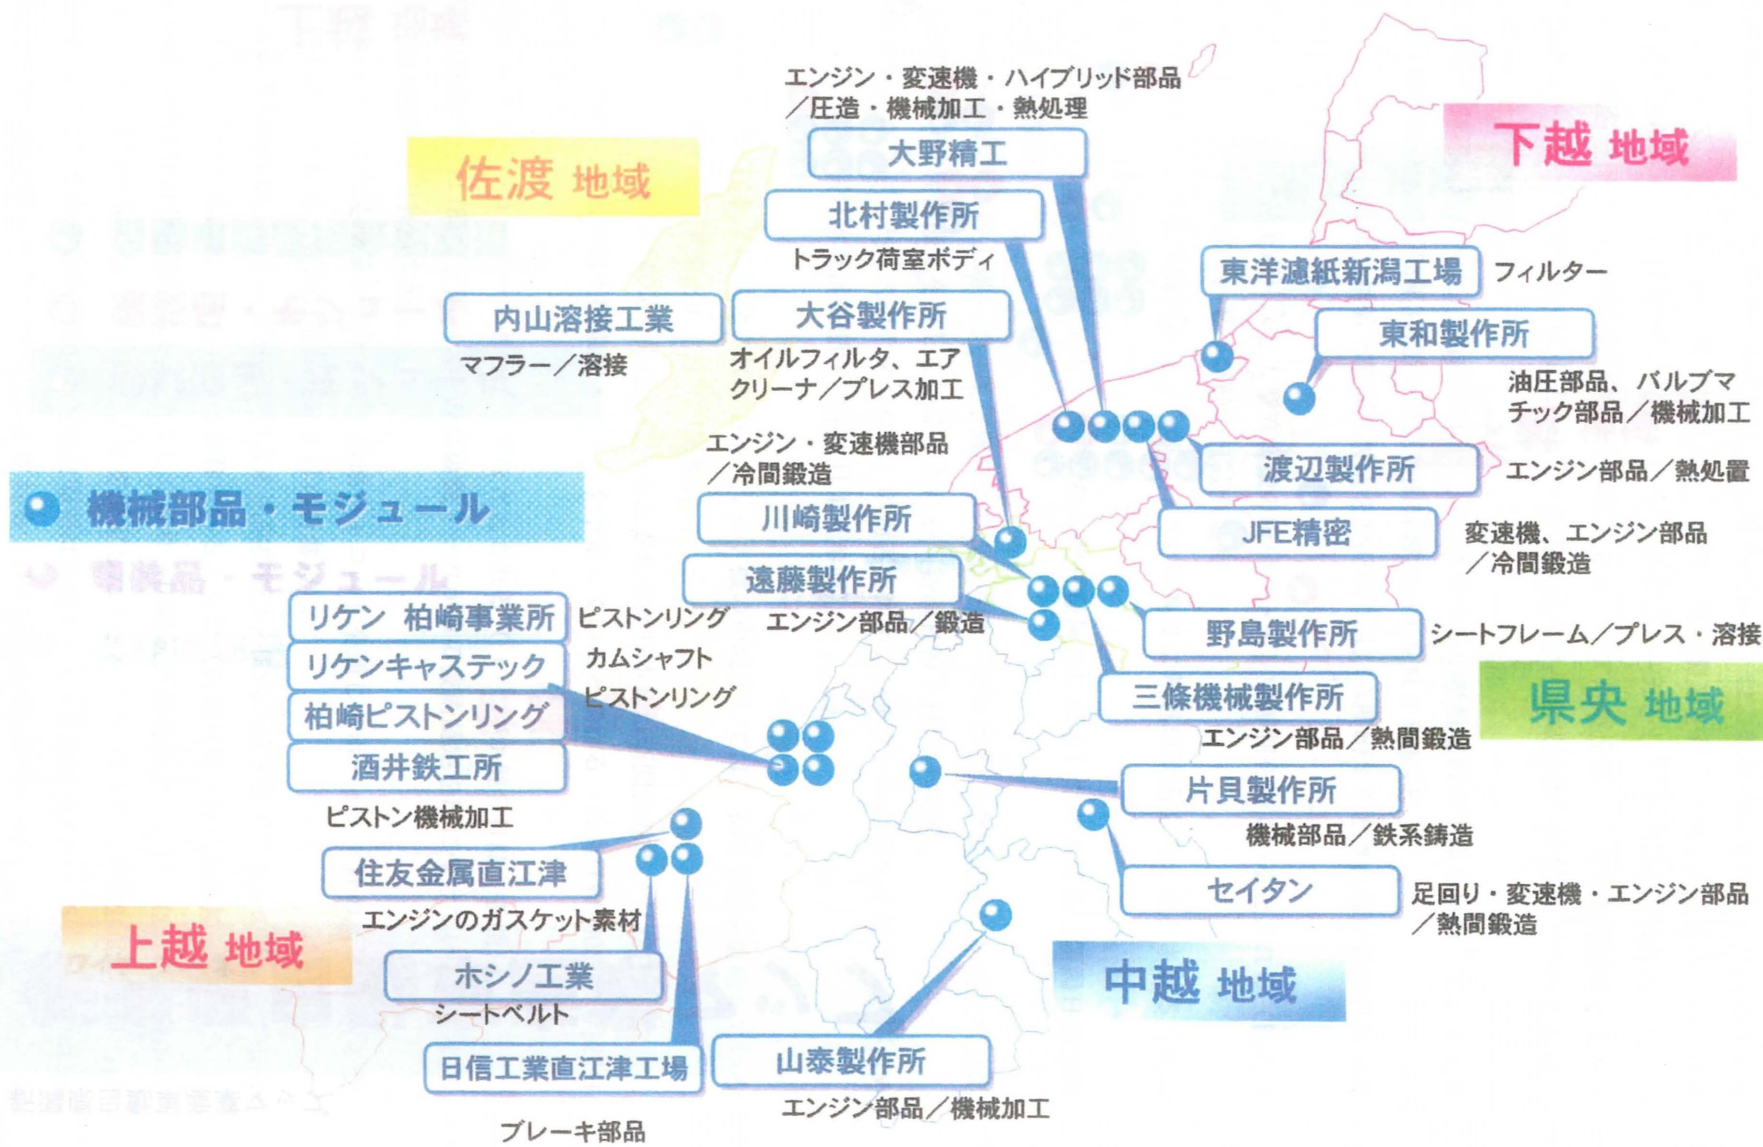 エンジン・変速機・ハイブリッド部品
／圧造・機械加工・熱処理
大野精工
下越 地域
佐渡 地域
北村製作所
トラック荷室ボディ
東洋濾紙新潟工場
フィルター
内山溶接工業
マフラー／溶接
大谷製作所
オイルフィルタ、エア
クリーナ／プレス加工
東和製作所
油圧部品、バルブマ
チック部品／機械加工
エンジン・変速機部品
／冷間鍛造
川崎製作所
渡辺製作所
エンジン部品／熱処置
機械部品・モジュール
JFE精密
変速機、エンジン部品
／冷間鍛造
電装品・モジュール
遠藤製作所
エンジン部品／鍛造
リケン 柏崎事業所
ピストンリング
リケンキャステック
カムシャフト
柏崎ピストンリング
ピストンリング
酒井鉄工所
ピストン機械加工
野島製作所
シートフレーム／プレス・溶接
三條機械製作所
エンジン部品／熱間鍛造
県央 地域
片貝製作所
機械部品／鉄系鋳造
住友金属直江津
エンジンのガスケット素材
セイタン
足回り・変速機・エンジン部品
／熱間鍛造
上越 地域
ホシノ工業
シートベルト
中越 地域
日信工業直江津工場
ブレーキ部品
山泰製作所
エンジン部品／機械加工